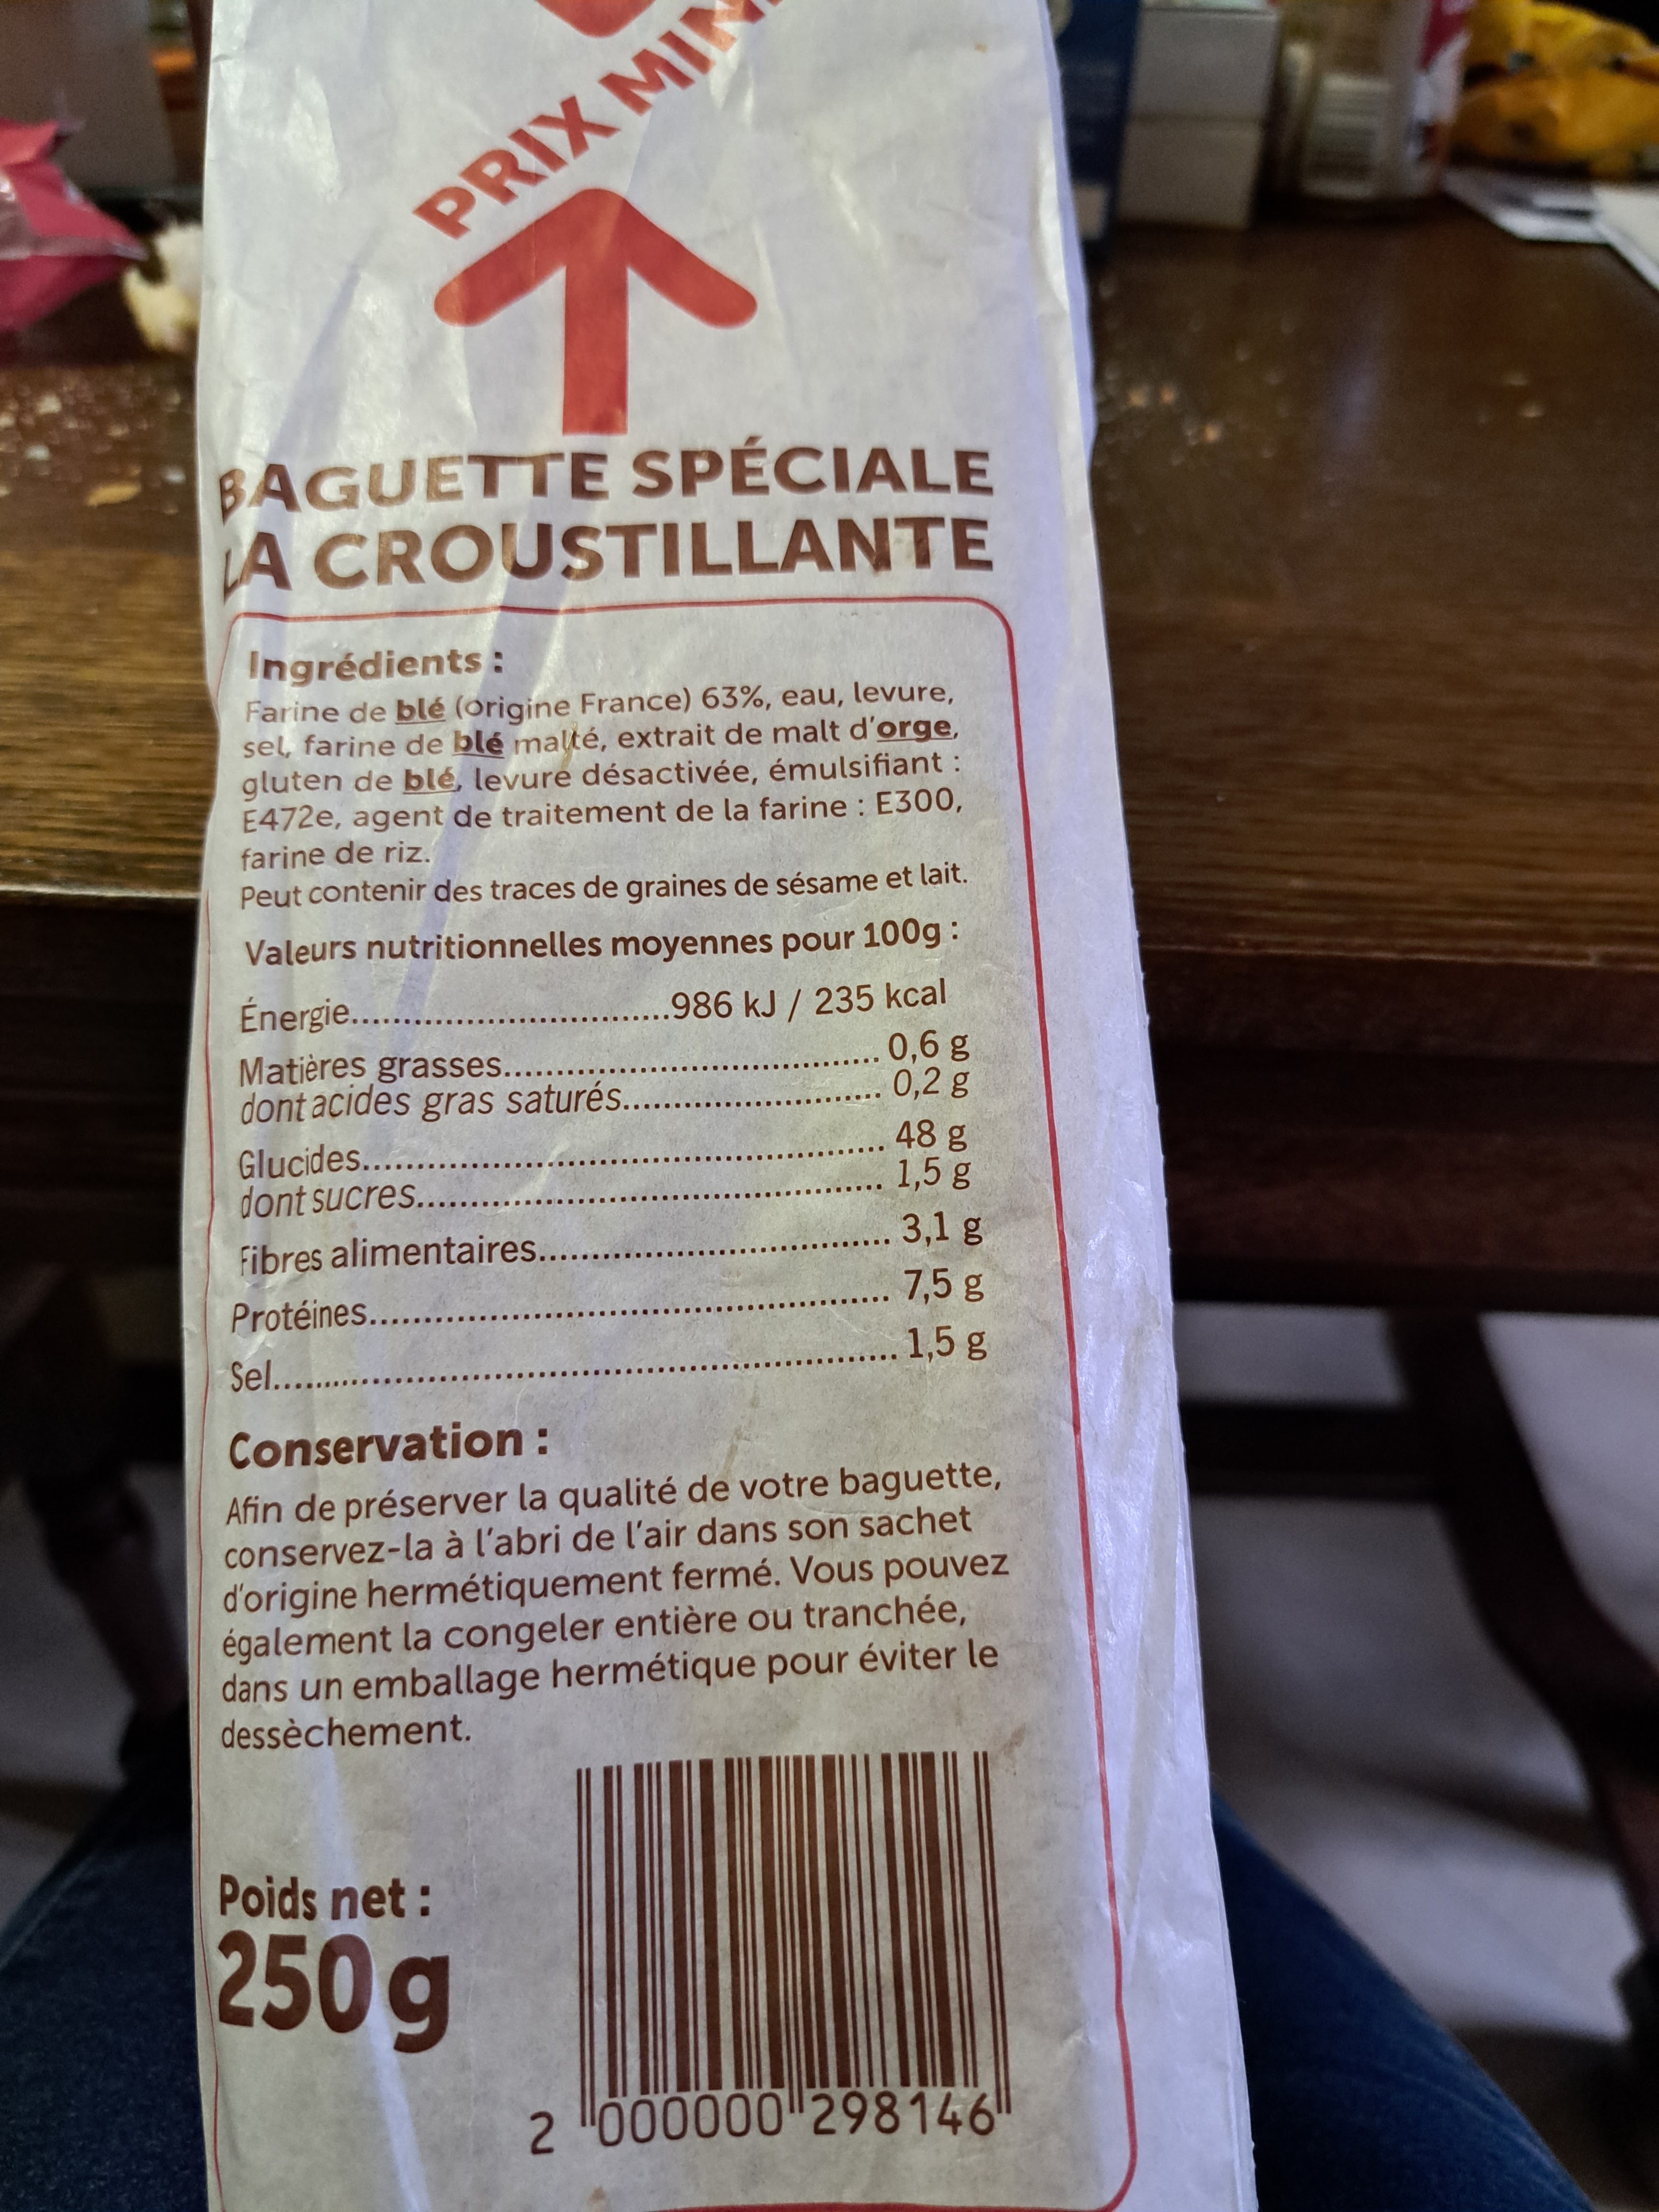 PRIX MIN
BAGUETTE SPÉCIALE
LA CROUSTILLANTE
Ingrédients :
Farine de blé (origine France) 63%, eau, levure,
sel, farine de blé malté, extrait de malt d'orge,
gluten de blé, levure désactivée, émulsifiant :
E472e, agent de traitement de la farine : E300,
farine de riz.
Peut contenir des traces de graines de sésame et lait.
Valeurs nutritionnelles moyennes pour 100g :
Énergie..............................986 kJ / 235 kcal
Matières grasses................................... 0,6 g
dont acides gras saturés........................ 0,2 g
Glucides................................................ 48 g
dont sucres........................................... 1,5 g
Fibres alimentaires................................ 3,1 g
Protéines................................................ 7,5 g
Sel.......................................................... 1,5 g
Conservation :
Afin de préserver la qualité de votre baguette,
conservez-la à l'abri de l'air dans son sachet
d'origine hermétiquement fermé. Vous pouvez
également la congeler entière ou tranchée,
dans un emballage hermétique pour éviter le
dessèchement.
Poids net :
250 g
2 000000 298146